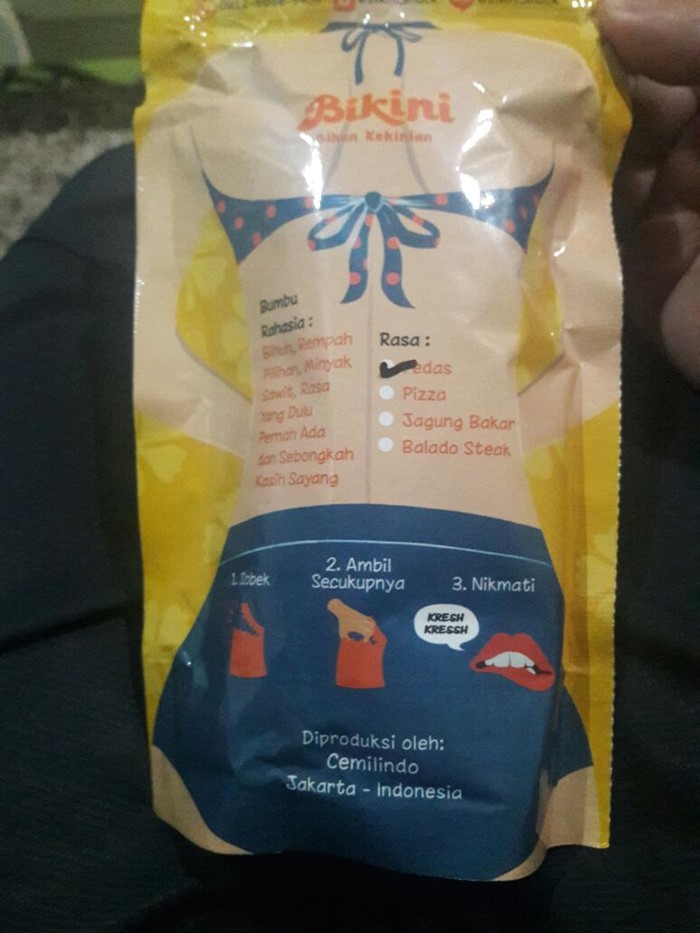 Bikini
Bihun Kekinian
Bumbu
Rahasia :
Bihun, Rempah
Pilihan, Minyak
Sawit, Rasa
Yang Dulu
Pernah Ada
dan Sebongkah
Kasih Sayang
Rasa :
Pedas
Pizza
Jagung Bakar
Balado Steak
1. Sobek
2. Ambil
Secukupnya
3. Nikmati
KRESH
KRESSH
Diproduksi oleh:
Cemilindo
Jakarta - Indonesia